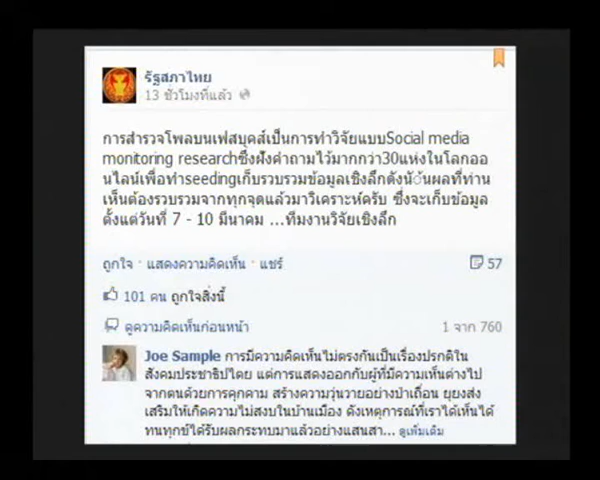 รัฐสภาไทย
13 ชั่วโมงที่แล้ว
การสำรวจโพลบนเฟสบุคส์เป็นการทำวิจัยแบบSocial media
monitoring researchซึ่งฝังคำถามไว้มากกว่า30แห่งในโลกออ
นไลน์เพื่อทำseedingเก็บรวบรวมข้อมูลเชิงลึกดังนั้นผลที่ท่าน
เห็นต้องรวบรวมจากทุกจุดแล้วมาวิเคราะห์ครับ ซึ่งจะเก็บข้อมูล
ตั้งแต่วันที่ 7 - 10 มีนาคม ...ทีมงานวิจัยเชิงลึก
ถูกใจ · แสดงความคิดเห็น · แชร์ 57
101 คน ถูกใจสิ่งนี้
ดูความคิดเห็นก่อนหน้า 1 จาก 760
Joe Sample การมีความคิดเห็นไม่ตรงกันเป็นเรื่องปรกติใน
สังคมประชาธิปไตย แต่การแสดงออกกับผู้ที่มีความเห็นต่างไป
จากตนด้วยการคุกคาม สร้างความวุ่นวายอย่างป่าเถื่อน ยุยงส่ง
เสริมให้เกิดความไม่สงบในบ้านเมือง ดังเหตุการณ์ที่เราได้เห็นได้
ทนทุกข์ได้รับผลกระทบมาแล้วอย่างแสนสา... ดูเพิ่มเติม